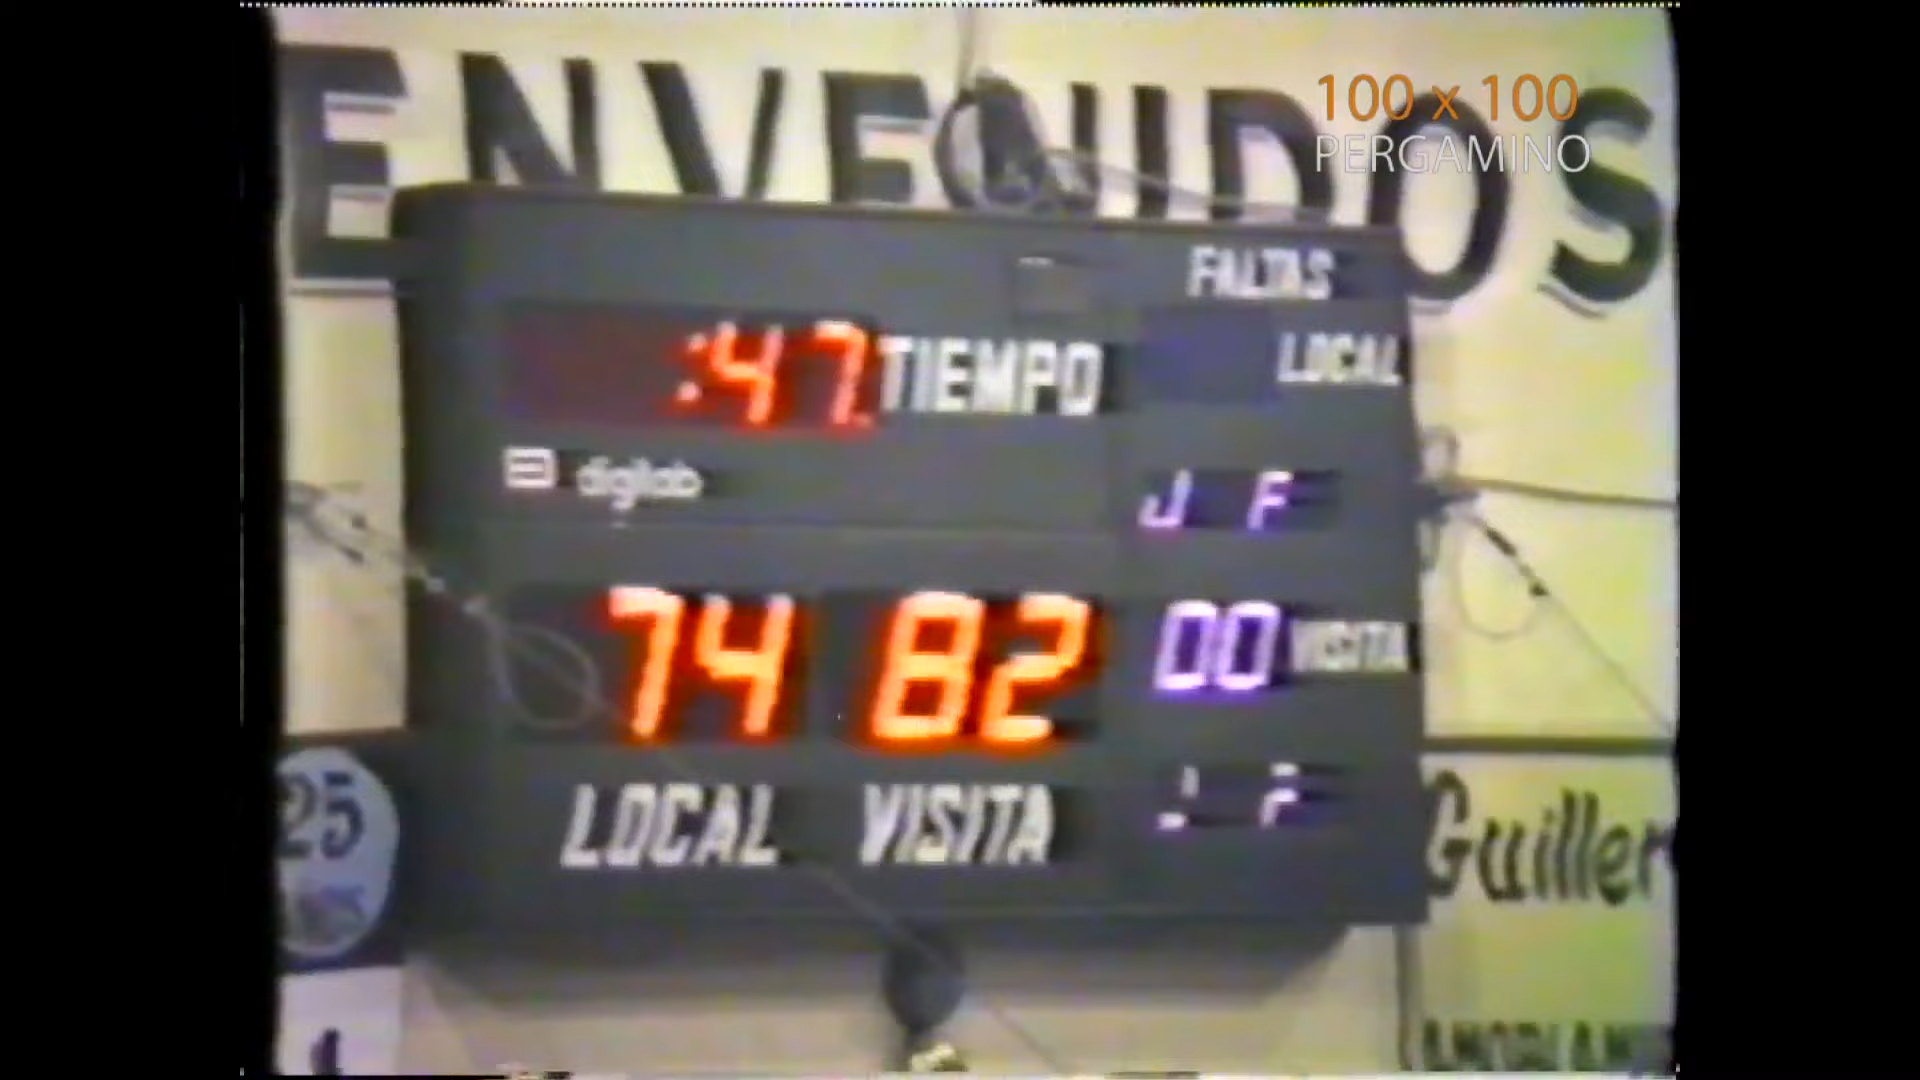 ENVENIDOS
100 x 100
PERGAMINO
FALTAS
:47 TIEMPO
LOCAL
digilab
J F
74 82
00 VISITA
LOCAL VISITA
J F
25
Guiller